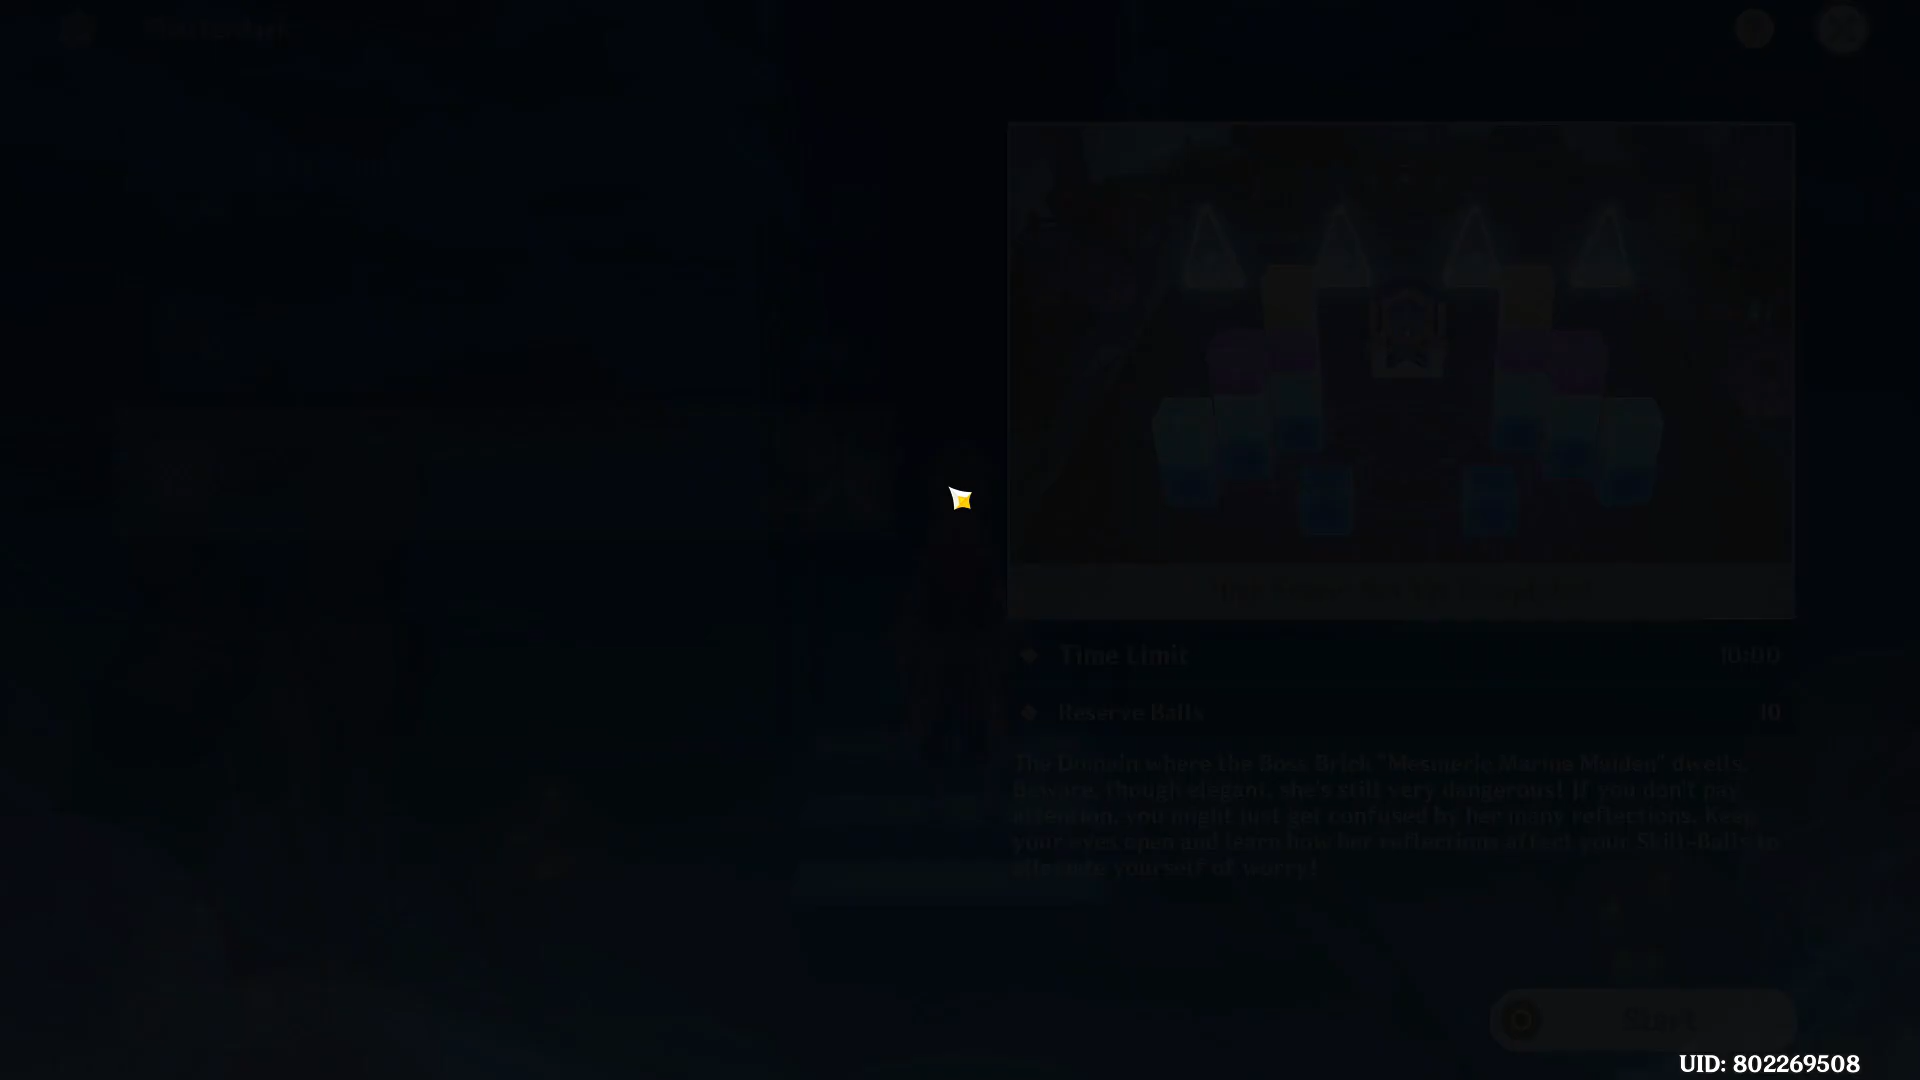 Time Limit 10:00
Reserve Balls 10
The Domain where the Boss Brick "Mesmeric Marine Maiden" dwells.
Beware, though elegant, she's still very dangerous! If you don't pay
attention, you might just get confused by her many reflections. Keep
your eyes open and learn how her reflections affect your Skill-Balls to
alleviate yourself of worry!
Start
UID: 802269508